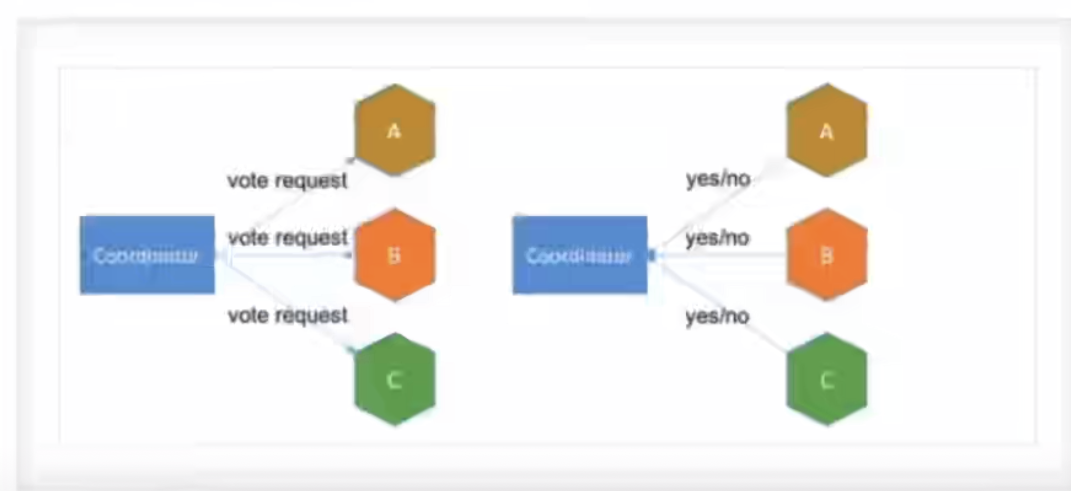 A
vote request
vote request
Coordinator
B
vote request
C
A
yes/no
yes/no
Coordinator
B
yes/no
C